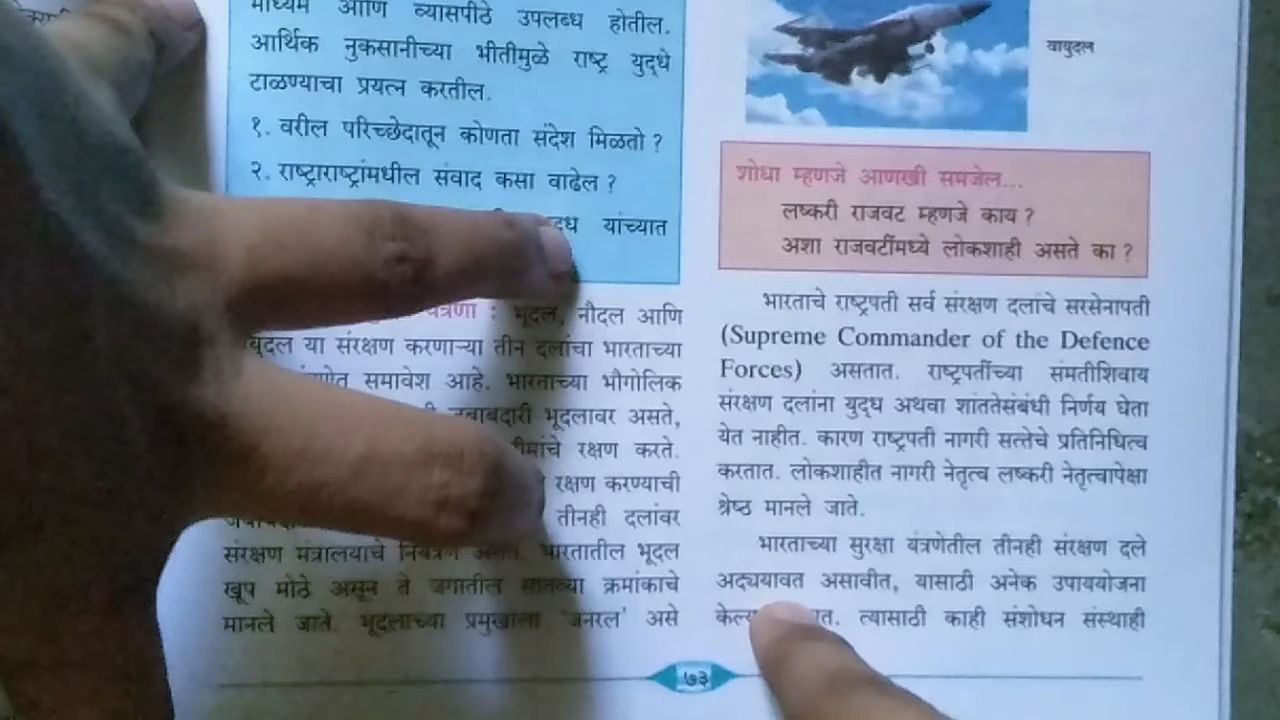 माध्यम आणि व्यासपीठे उपलब्ध होतील.
आर्थिक नुकसानीच्या भीतीमुळे राष्ट्र युद्धे
टाळण्याचा प्रयत्न करतील.
१. वरील परिच्छेदातून कोणता संदेश मिळतो ?
२. राष्ट्राराष्ट्रांमधील संवाद कसा वाढेल ?
यांच्यात
: भूदल, नौदल आणि
या संरक्षण करणाऱ्या तीन दलांचा भारताच्या
समावेश आहे. भारताच्या भौगोलिक
जबाबदारी भूदलावर असते,
रक्षण करते.
रक्षण करण्याची
तीनही दलांवर
संरक्षण मंत्रालयाचे नियंत्रण असते. भारतातील भूदल
खूप मोठे असून ते जगातील सातव्या क्रमांकाचे
मानले जाते. भूदलाच्या प्रमुखाला 'जनरल' असे
वायुदल
शोधा म्हणजे आणखी समजेल...
लष्करी राजवट म्हणजे काय ?
अशा राजवटींमध्ये लोकशाही असते का ?
भारताचे राष्ट्रपती सर्व संरक्षण दलांचे सरसेनापती
(Supreme Commander of the Defence
Forces) असतात. राष्ट्रपतींच्या संमतीशिवाय
संरक्षण दलांना युद्ध अथवा शांततेसंबंधी निर्णय घेता
येत नाहीत. कारण राष्ट्रपती नागरी सत्तेचे प्रतिनिधित्व
करतात. लोकशाहीत नागरी नेतृत्व लष्करी नेतृत्वापेक्षा
श्रेष्ठ मानले जाते.
भारताच्या सुरक्षा यंत्रणेतील तीनही संरक्षण दले
अद्ययावत असावीत, यासाठी अनेक उपाययोजना
त्यासाठी काही संशोधन संस्थाही
७३